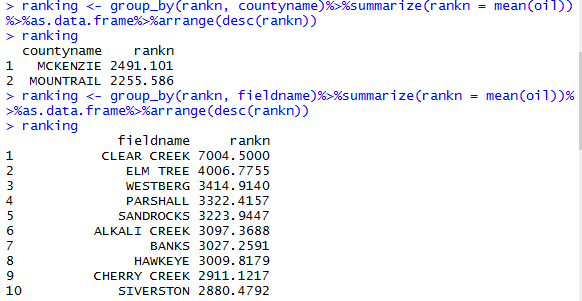 > ranking <- group_by(rankn, countyname)%>%summarize(rankn = mean(oil))
%>%as.data.frame%>%arrange(desc(rankn))
> ranking
countyname rankn
1 MCKENZIE 2491.101
2 MOUNTRAIL 2255.586
> ranking <- group_by(rankn, fieldname)%>%summarize(rankn = mean(oil))%
>%as.data.frame%>%arrange(desc(rankn))
> ranking
fieldname rankn
1 CLEAR CREEK 7004.5000
2 ELM TREE 4006.7755
3 WESTBERG 3414.9140
4 PARSHALL 3322.4157
5 SANDROCKS 3223.9447
6 ALKALI CREEK 3097.3688
7 BANKS 3027.2591
8 HAWKEYE 3009.8179
9 CHERRY CREEK 2911.1217
10 SIVERSTON 2880.4792